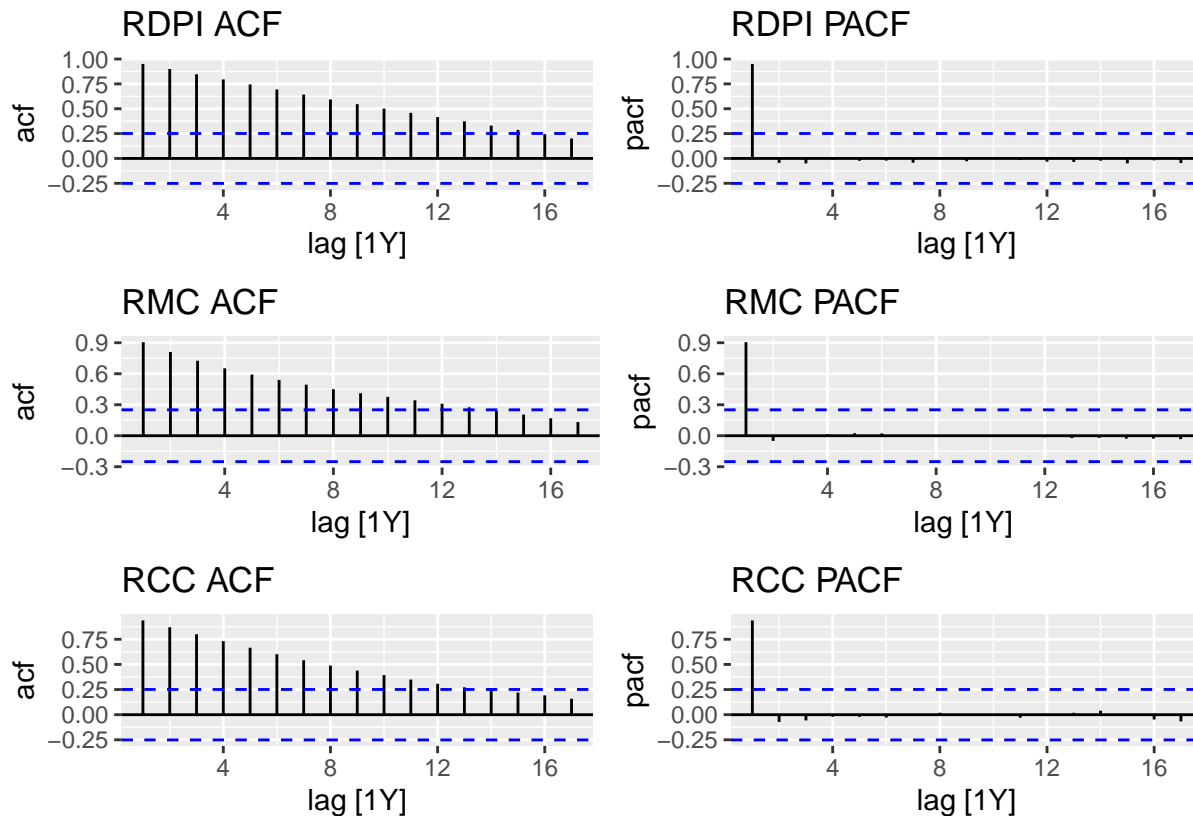 RDPI ACF
acf
1.00
0.75
0.50
0.25
0.00
−0.25
4 8 12 16
lag [1Y]
RDPI PACF
pacf
1.00
0.75
0.50
0.25
0.00
−0.25
4 8 12 16
lag [1Y]
RMC ACF
acf
0.9
0.6
0.3
0.0
−0.3
4 8 12 16
lag [1Y]
RMC PACF
pacf
0.9
0.6
0.3
0.0
−0.3
4 8 12 16
lag [1Y]
RCC ACF
acf
0.75
0.50
0.25
0.00
−0.25
4 8 12 16
lag [1Y]
RCC PACF
pacf
0.75
0.50
0.25
0.00
−0.25
4 8 12 16
lag [1Y]